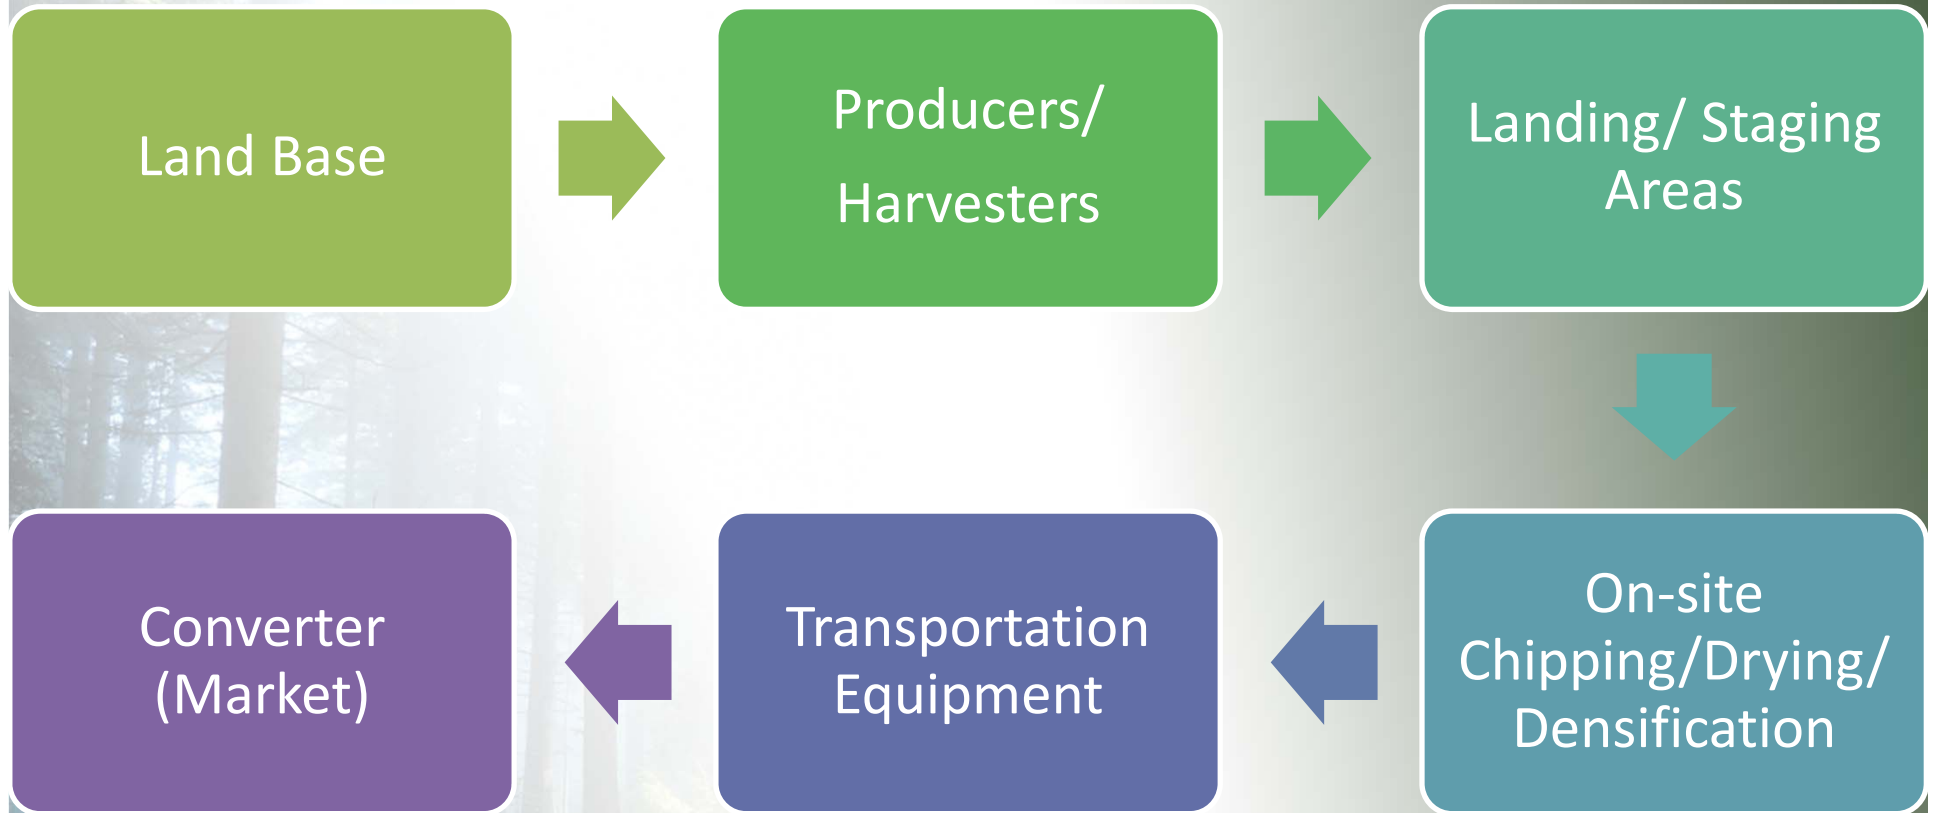 Land Base
Producers/
Harvesters
Landing/ Staging
Areas
On-site
Chipping/Drying/
Densification
Transportation
Equipment
Converter
(Market)